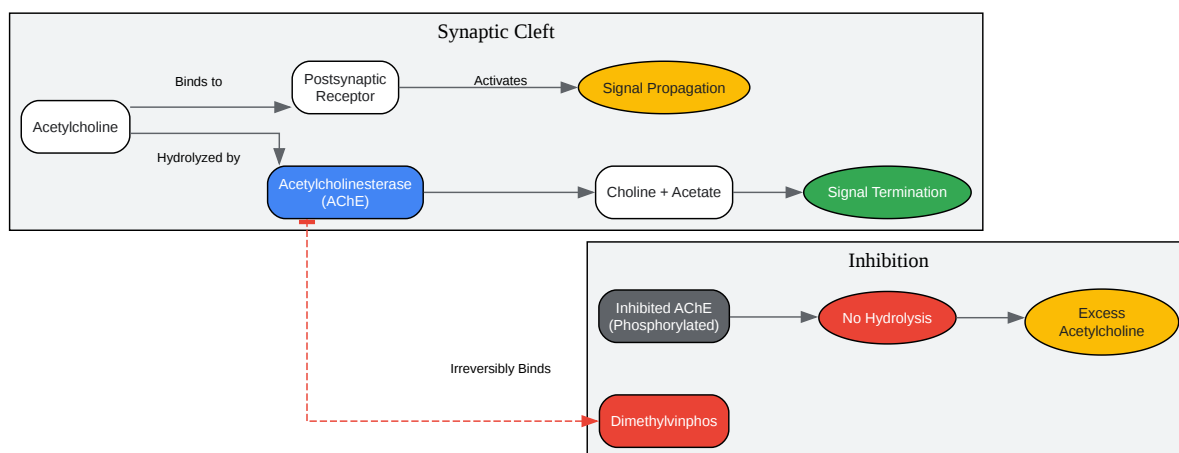 Synaptic Cleft
Binds to
Postsynaptic
Receptor
Activates
Signal Propagation
Acetylcholine
Hydrolyzed by
Acetylcholinesterase
(AChE)
Choline + Acetate
Signal Termination
Inhibition
Inhibited AChE
(Phosphorylated)
No Hydrolysis
Excess
Acetylcholine
Irreversibly Binds
Dimethylvinphos